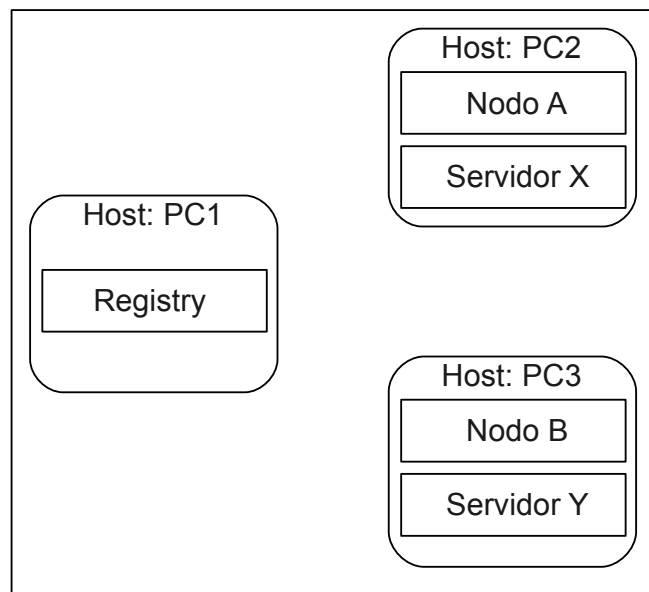 Host: PC2
Nodo A
Servidor X
Host: PC1
Registry
Host: PC3
Nodo B
Servidor Y